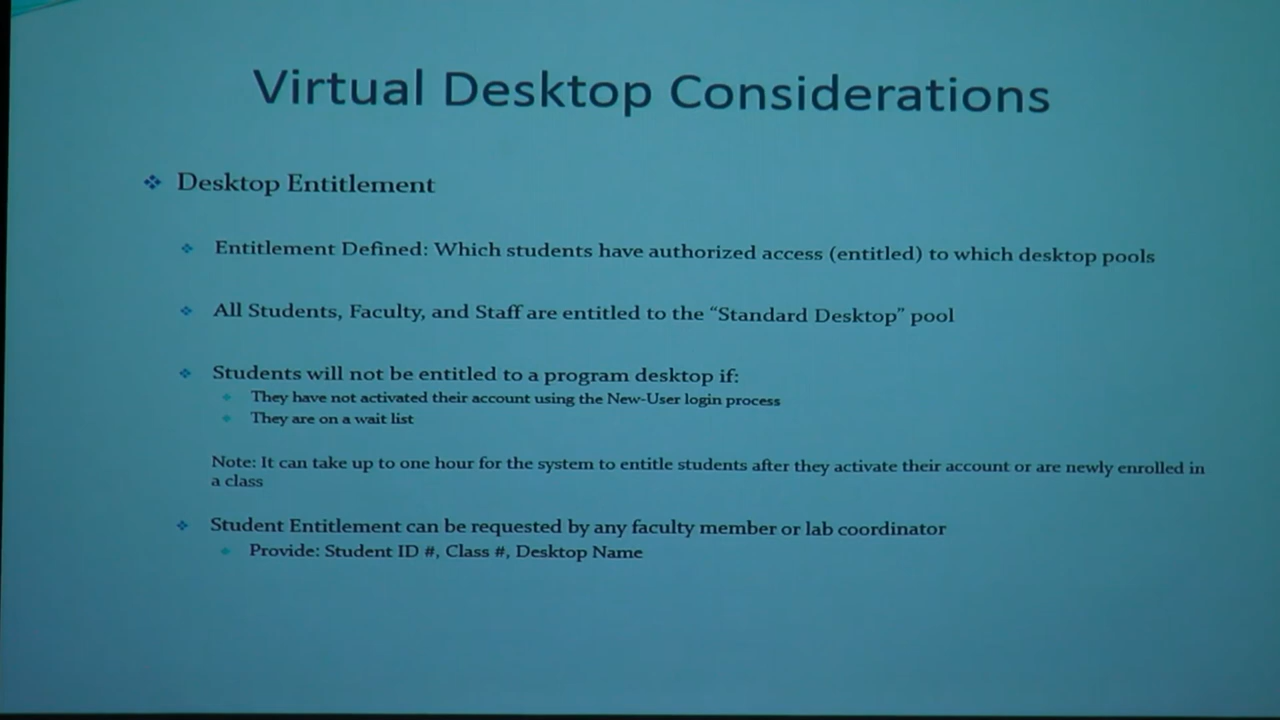 Virtual Desktop Considerations
Desktop Entitlement
Entitlement Defined: Which students have authorized access (entitled) to which desktop pools
All Students, Faculty, and Staff are entitled to the “Standard Desktop” pool
Students will not be entitled to a program desktop if:
They have not activated their account using the New-User login process
They are on a wait list
Note: It can take up to one hour for the system to entitle students after they activate their account or are newly enrolled in
a class
Student Entitlement can be requested by any faculty member or lab coordinator
Provide: Student ID #, Class #, Desktop Name